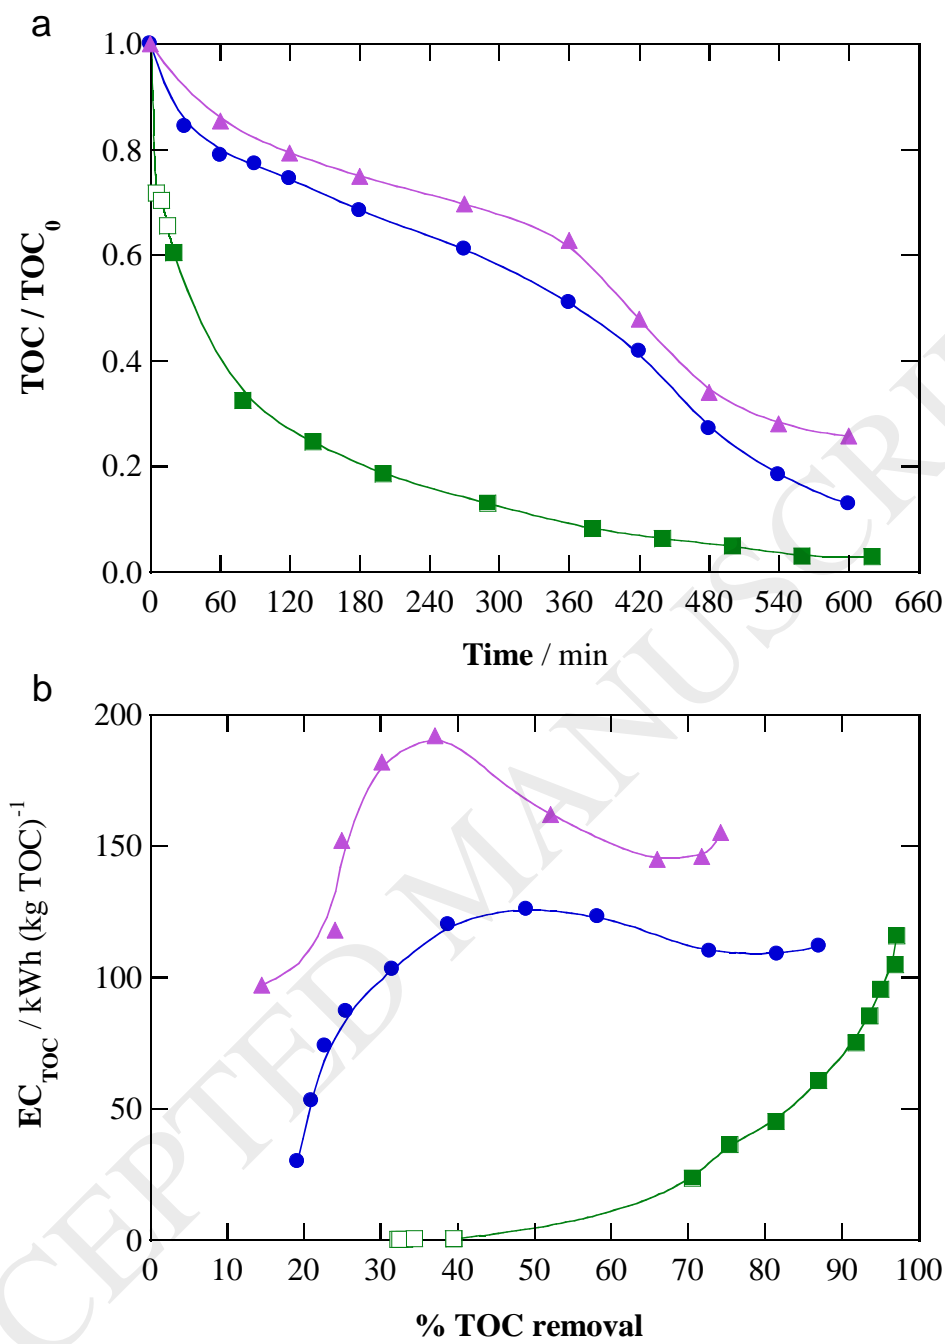 a
1.0
0.8
0.6
0.4
0.2
0.0
TOC / TOC0
0 60 120 180 240 300 360 420 480 540 600 660
Time / min
b
200
150
100
50
0
EC_TOC / kWh (kg TOC)-1
0 10 20 30 40 50 60 70 80 90 100
% TOC removal
CEPTED MANUSCRI